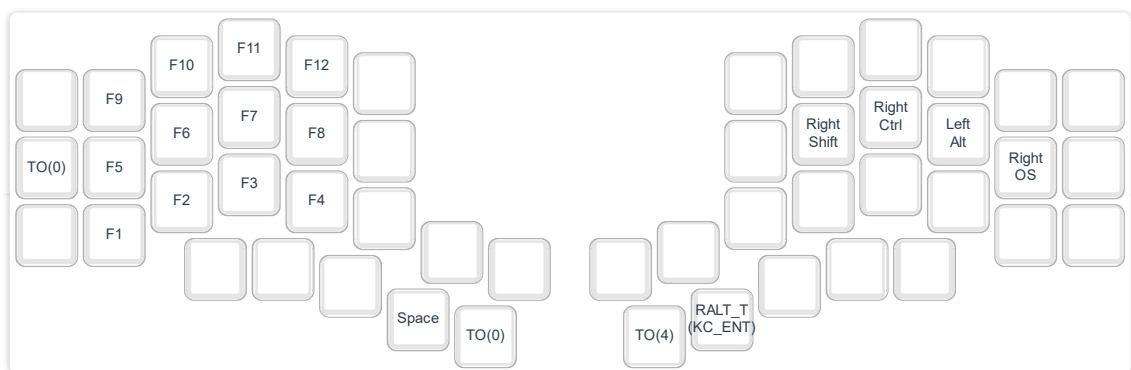 F11
F10
F12
F9
F7
Right
Ctrl
F6
F8
Right
Shift
Left
Alt
TO(0)
F5
Right
OS
F3
F2
F4
F1
Space
TO(0)
TO(4)
RALT_T
(KC_ENT)